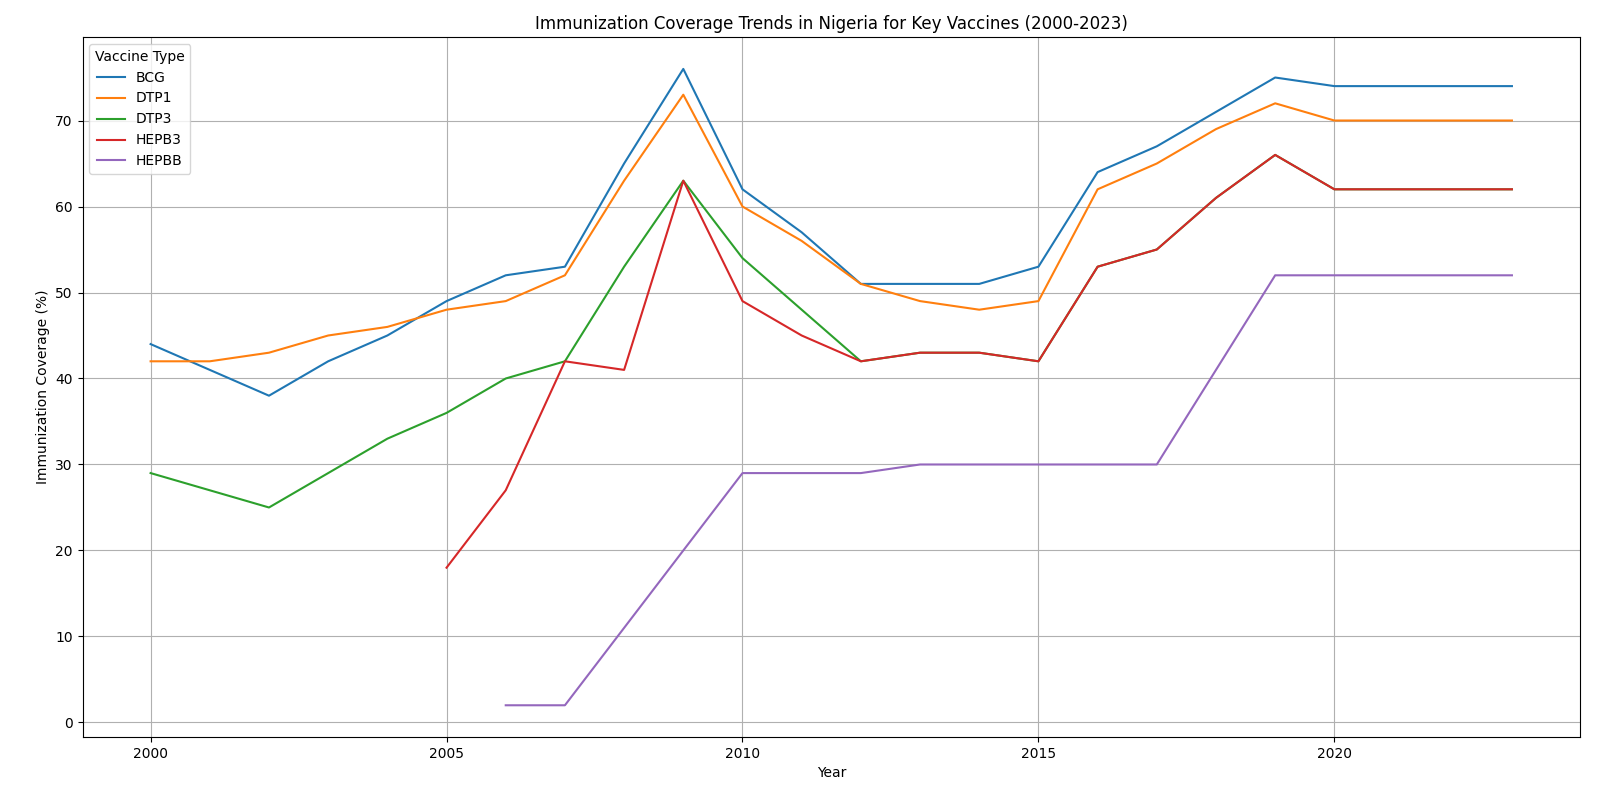 Immunization Coverage Trends in Nigeria for Key Vaccines (2000-2023)
Vaccine Type
BCG
DTP1
DTP3
HEPB3
HEPBB
Immunization Coverage (%)
70
60
50
40
30
20
10
0
2000 2005 2010 2015 2020
Year